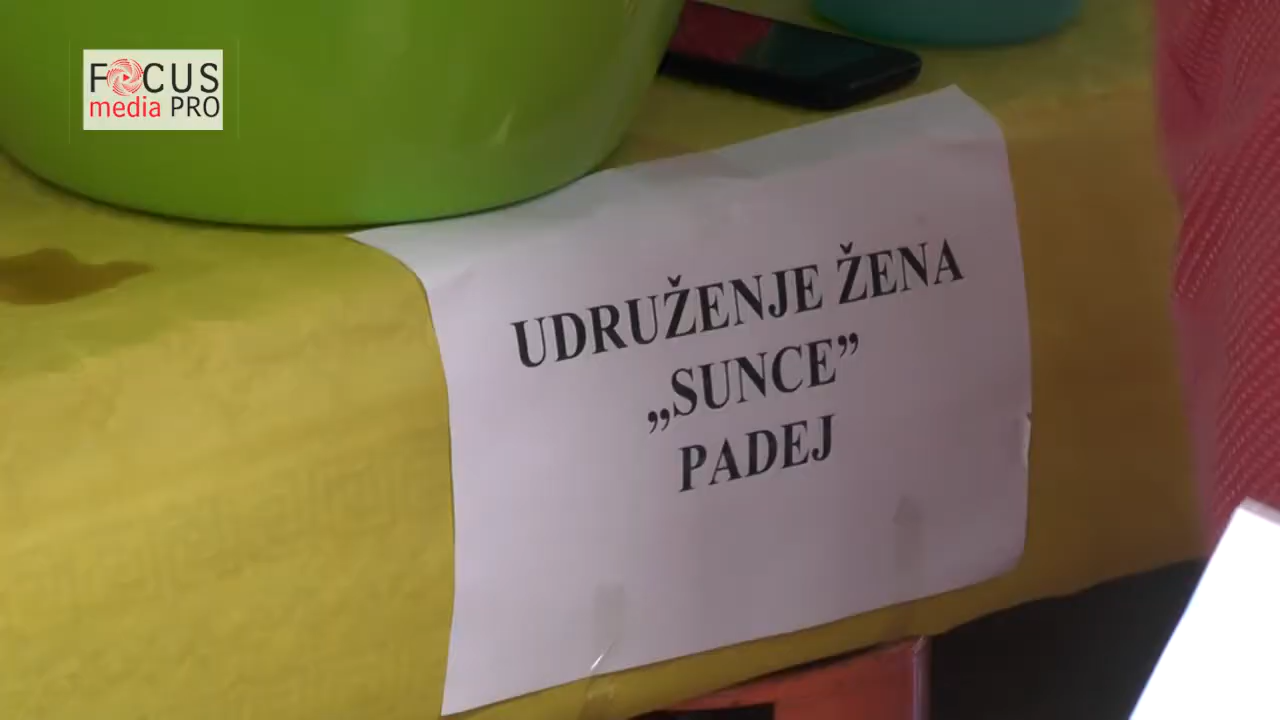 FOCUS
media PRO
UDRUŽENJE ŽENA
„SUNCE”
PADEJ